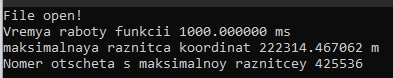 File open!
Vremya raboty funkcii 1000.000000 ms
maksimalnaya raznitca koordinat 222314.467062 m
Nomer otscheta s maksimalnoy raznitcey 425536